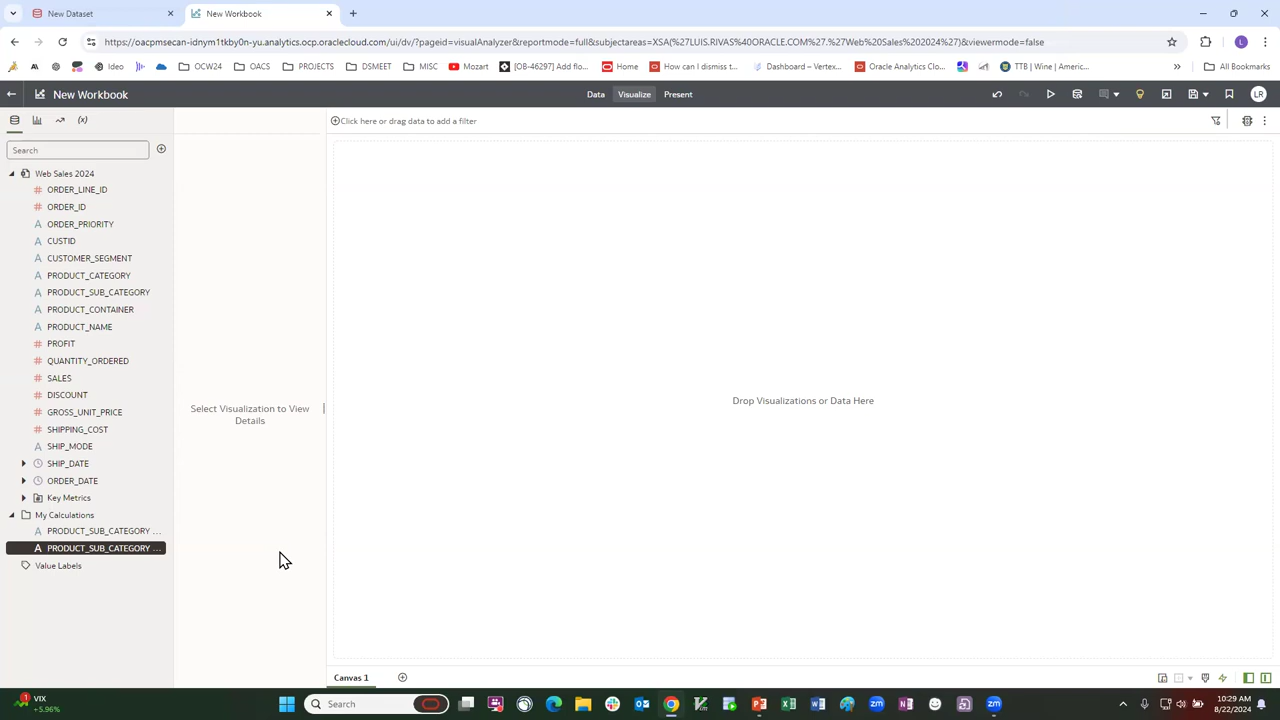 New Dataset
New Workbook
https://oacpmsecan-idnym1tkby0n-yu.analytics.ocp.oraclecloud.com/ui/dv/?pageid=visualAnalyzer&reportmode=full&subjectareas=XSA(%27LUIS.RIVAS%40ORACLE.COM%27.%27Web%20Sales%202024%27)&viewermode=false
Ideo
OCW24
OACS
PROJECTS
DSMEET
MISC
Mozart
[OB-46297] Add flo...
Home
How can I dismiss t...
Dashboard – Vertex...
Oracle Analytics Clo...
TTB | Wine | Americ...
All Bookmarks
New Workbook
Data
Visualize
Present
LR
(x)
Click here or drag data to add a filter
Search
Web Sales 2024
ORDER_LINE_ID
ORDER_ID
ORDER_PRIORITY
CUSTID
CUSTOMER_SEGMENT
PRODUCT_CATEGORY
PRODUCT_SUB_CATEGORY
PRODUCT_CONTAINER
PRODUCT_NAME
PROFIT
QUANTITY_ORDERED
SALES
DISCOUNT
GROSS_UNIT_PRICE
SHIPPING_COST
SHIP_MODE
SHIP_DATE
ORDER_DATE
Key Metrics
My Calculations
PRODUCT_SUB_CATEGORY ...
PRODUCT_SUB_CATEGORY ...
Value Labels
Select Visualization to View
Details
Drop Visualizations or Data Here
Canvas 1
VIX
+5.96%
Search
10:29 AM
8/22/2024